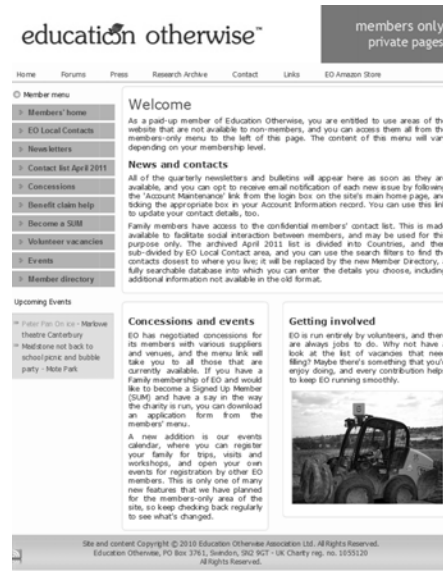 education otherwise™
members only
private pages
Home Forums Press Research Archive Contact Links EO Amazon Store
Member menu
Members' home
EO Local Contacts
Newsletters
Contact list April 2011
Concessions
Benefit claim help
Become a SUM
Volunteer vacancies
Events
Member directory
Upcoming Events
Peter Pan On Ice - Marlowe
theatre Canterbury
Maidstone not back to
school picnic and bubble
party - Mote Park
Welcome
As a paid-up member of Education Otherwise, you are entitled to use areas of the
website that are not available to non-members, and you can access them all from the
members-only menu to the left of this page. The content of this menu will vary
depending on your membership level.
News and contacts
All of the quarterly newsletters and bulletins will appear here as soon as they are
available, and you can opt to receive email notification of each new issue by following
the 'Account Maintenance' link from the login box on the site's main home page, and
ticking the appropriate box in your Account Information record. You can use this link
to update your contact details, too.
Family members have access to the confidential members' contact list. This is made
available to facilitate social interaction between members, and may be used for this
purpose only. The archived April 2011 list is divided into Countries, and then
sub-divided by EO Local Contact area, and you can use the search filters to find the
contacts closest to where you live; it will be replaced by the new Member Directory,
fully searchable database into which you can enter the details you choose, including
additional information not available in the old format.
Concessions and events
EO has negotiated concessions for
its members with various suppliers
and venues, and the menu link will
take you to all those that are
currently available. If you have a
Family membership of EO and would
like to become a Signed Up Member
(SUM) and have a say in the way
the charity is run, you can download
an application form from the
members' menu.
A new addition is our events
calendar, where you can register
your family for trips, visits and
workshops, and open your own
events for registration by other EO
members. This is only one of many
new features that we have planned
for the members-only area of the
site, so keep checking back regularly
to see what's changed.
Getting involved
EO is run entirely by volunteers, and there
are always jobs to do. Why not have a
look at the list of vacancies that need
filling? Maybe there's something that you'd
enjoy doing, and every contribution helps
to keep EO running smoothly.
Site and content Copyright © 2010 Education Otherwise Association Ltd. All Rights Reserved.
Education Otherwise, PO Box 3761, Swindon, SN2 9GT - UK Charity reg. no. 1055120
All Rights Reserved.